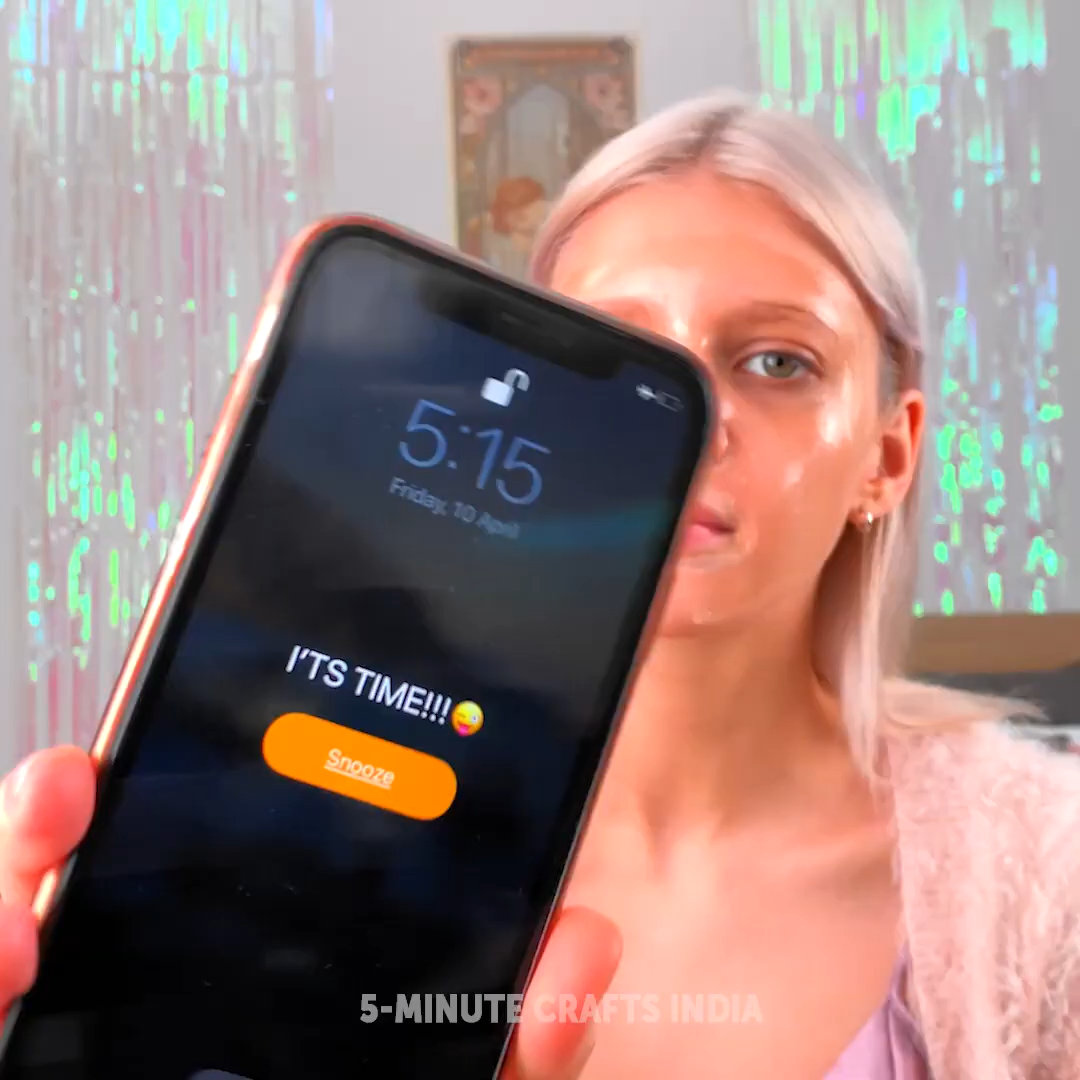 5:15
Friday, 10 April
I'TS TIME!!!😜
Snooze
5-MINUTE CRAFTS INDIA